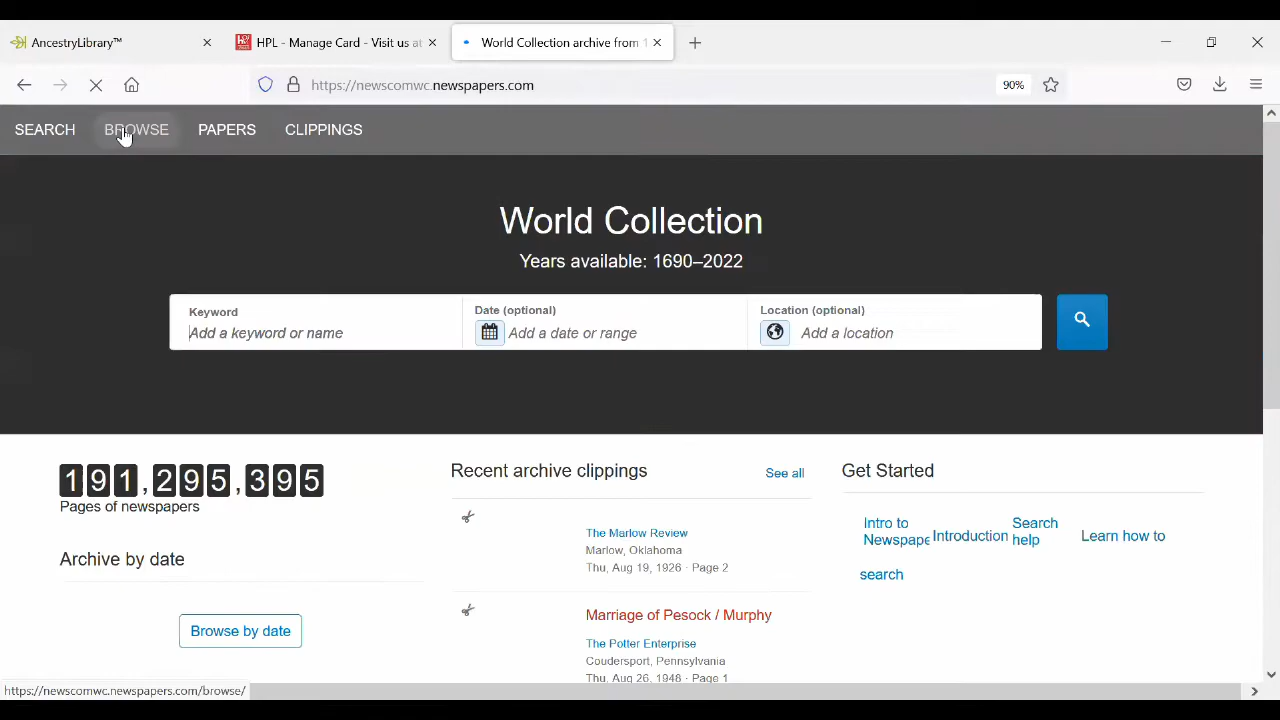 AncestryLibrary™
HPL - Manage Card - Visit us at
World Collection archive from 1
https://newscomwc.newspapers.com
90%
SEARCH
BROWSE
PAPERS
CLIPPINGS
World Collection
Years available: 1690–2022
Keyword
Add a keyword or name
Date (optional)
Add a date or range
Location (optional)
Add a location
191,295,395
Pages of newspapers
Archive by date
Browse by date
Recent archive clippings
See all
The Marlow Review
Marlow, Oklahoma
Thu, Aug 19, 1926 · Page 2
Marriage of Pesock / Murphy
The Potter Enterprise
Coudersport, Pennsylvania
Thu, Aug 26, 1948 · Page 1
Get Started
Intro to
Newspape
Introduction
Search
help
Learn how to
search
https://newscomwc.newspapers.com/browse/